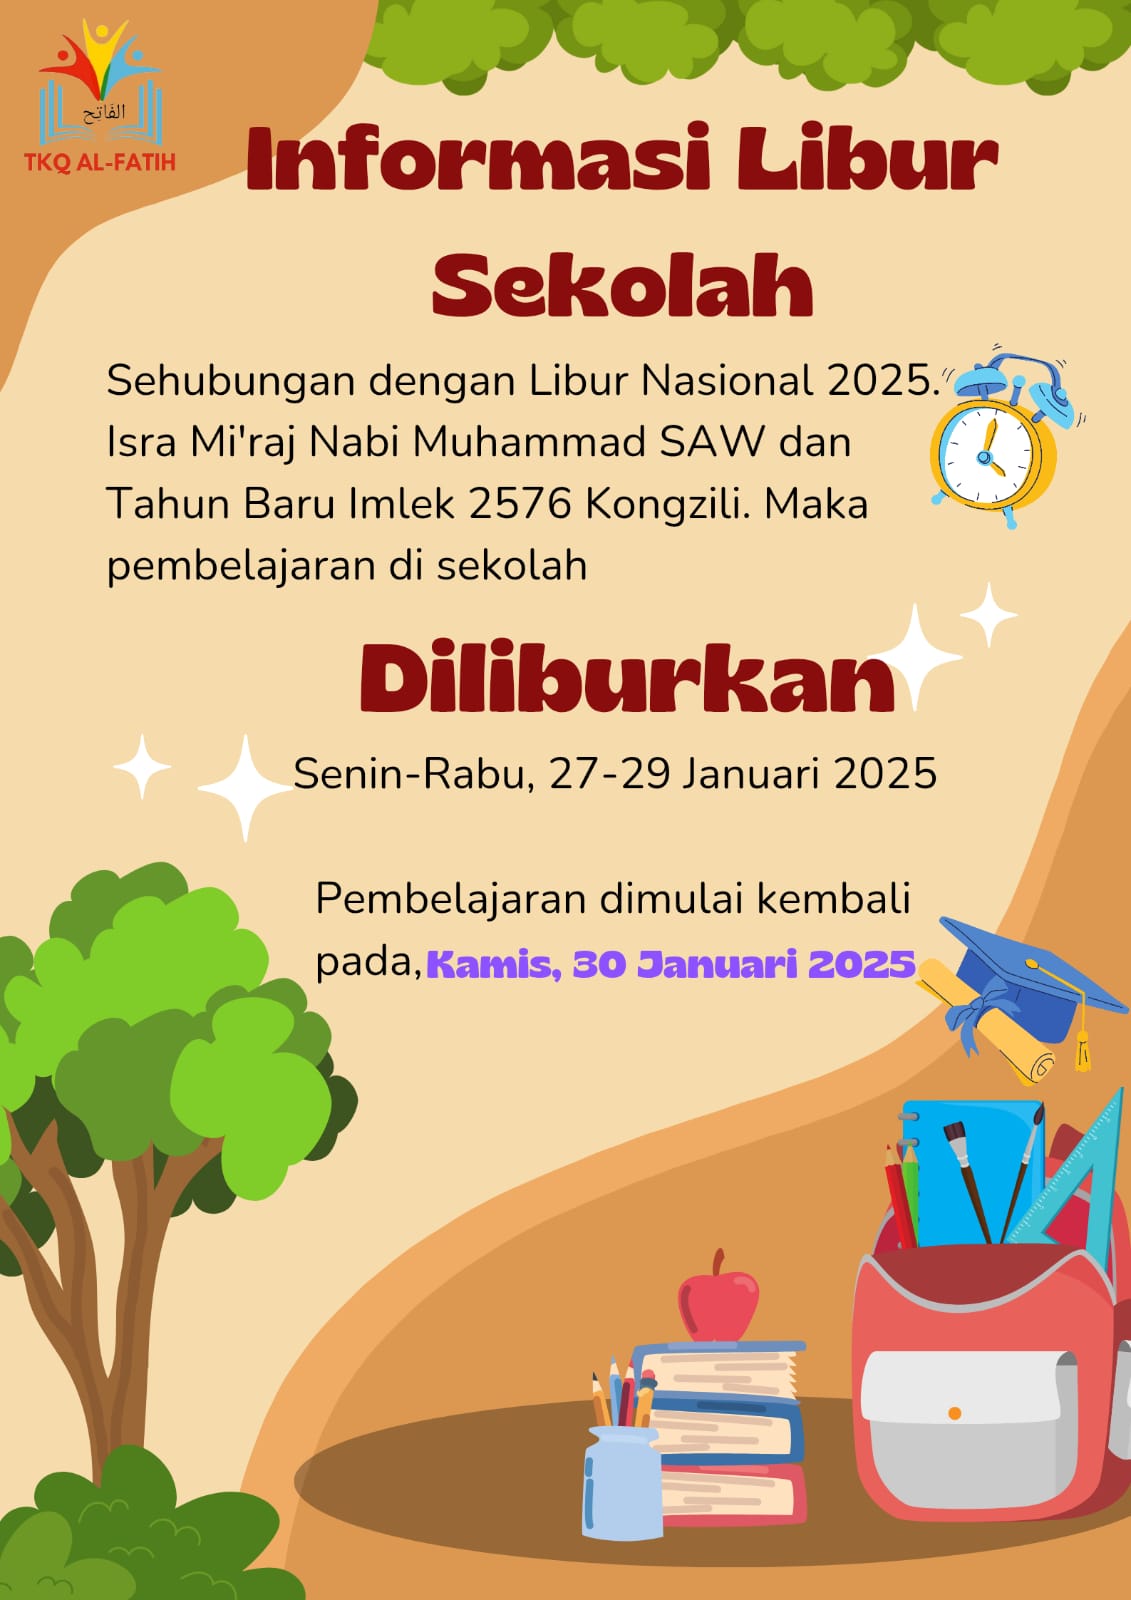 الفَاتِح
TKQ AL-FATIH
Informasi Libur
Sekolah
Sehubungan dengan Libur Nasional 2025.
Isra Mi'raj Nabi Muhammad SAW dan
Tahun Baru Imlek 2576 Kongzili. Maka
pembelajaran di sekolah
Diliburkan
Senin-Rabu, 27-29 Januari 2025
Pembelajaran dimulai kembali
pada, Kamis, 30 Januari 2025